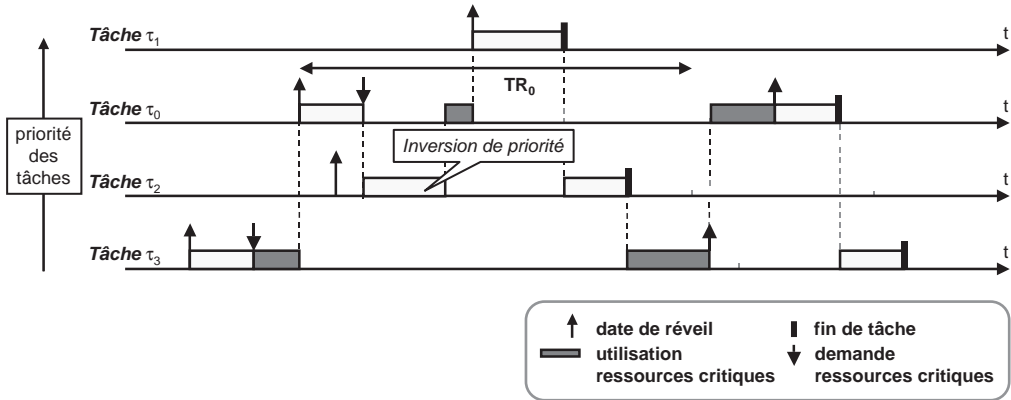 Tâche τ1
t
TR0
Tâche τ0
t
priorité
des
tâches
Inversion de priorité
Tâche τ2
t
Tâche τ3
t
date de réveil
fin de tâche
utilisation
ressources critiques
demande
ressources critiques